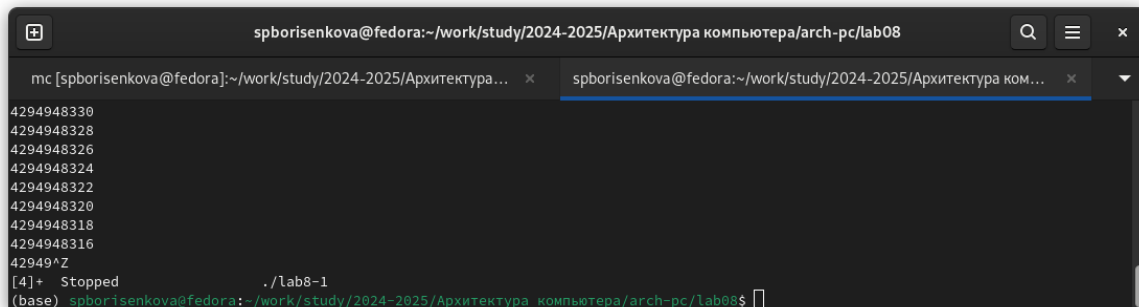 spborisenkova@fedora:~/work/study/2024-2025/Архитектура компьютера/arch-pc/lab08
mc [spborisenkova@fedora]:~/work/study/2024-2025/Архитектура...
spborisenkova@fedora:~/work/study/2024-2025/Архитектура ком...
4294948330
4294948328
4294948326
4294948324
4294948322
4294948320
4294948318
4294948316
42949^Z
[4]+  Stopped                 ./lab8-1
(base) spborisenkova@fedora:~/work/study/2024-2025/Архитектура компьютера/arch-pc/lab08$